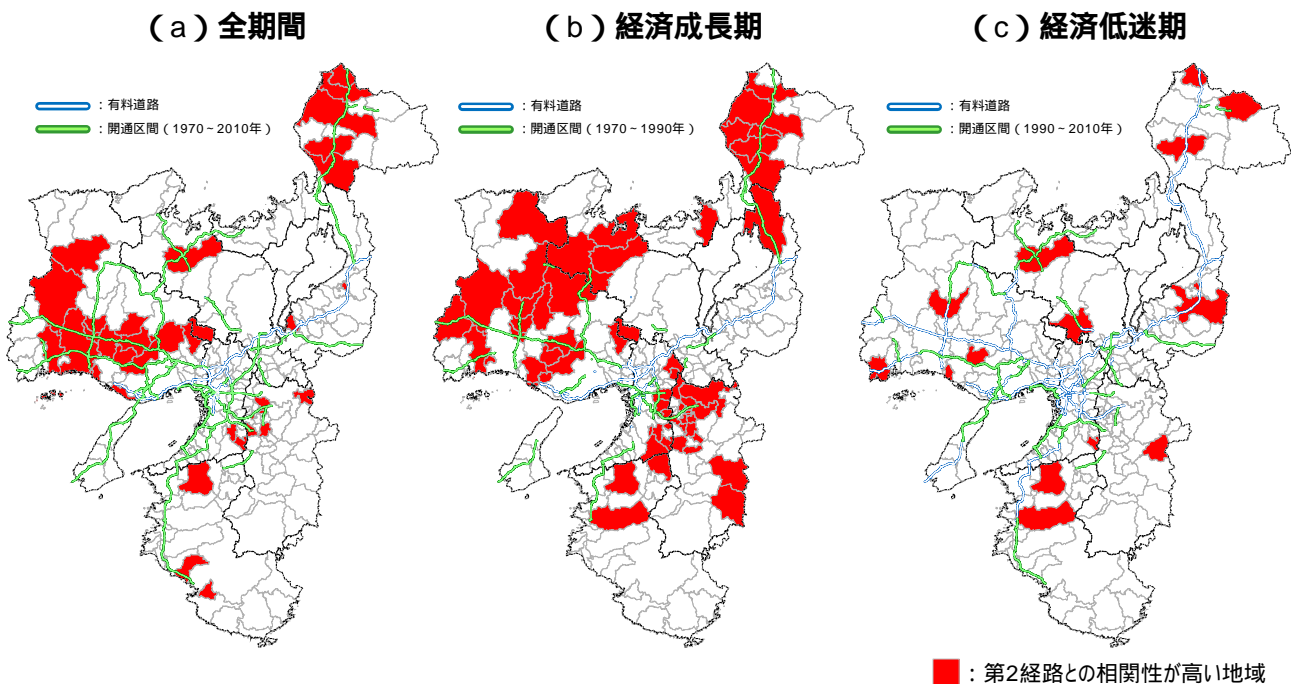 （a）全期間
（b）経済成長期
（c）経済低迷期
：有料道路
：開通区間（1970～2010年）
：有料道路
：開通区間（1970～1990年）
：有料道路
：開通区間（1990～2010年）
：第2経路との相関性が高い地域